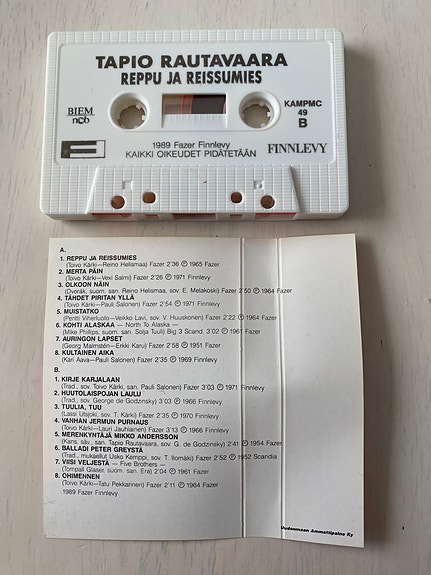 TAPIO RAUTAVAARA
REPPU JA REISSUMIES
BIEM
ncb
KAMPMC
49
B
1989 Fazer Finnlevy
KAIKKI OIKEUDET PIDÄTETÄÄN
FINNLEVY
A.
1. REPPU JA REISSUMIES
(Toivo Kärki—Reino Helismaa) Fazer 2'36 ℗ 1965 Fazer
2. MERTA PÄIN
(Toivo Kärki—Vexi Salmi) Fazer 2'26 ℗ 1971 Finnlevy
3. OLKOON NÄIN
(Dvorák, suom. san. Reino Helismaa, sov. E. Melakoski) Fazer 2'50 ℗ 1964 Fazer
4. TÄHDET PIRITAN YLLÄ
(Toivo Kärki—Pauli Salonen) Fazer 2'54 ℗ 1971 Finnlevy
5. MUISTATKO
(Pentti Viherluoto—Veikko Lavi, sov. V. Huuskonen) Fazer 2'22 ℗ 1964 Fazer
6. KOHTI ALASKAA — North To Alaska —
(Mike Phillips, suom. san. Solja Tuuli) Big 3 Scand. 3'02 ℗ 1961 Fazer
7. AURINGON LAPSET
(Georg Malmstén—Erkki Karu) Fazer 2'58 ℗ 1951 Fazer
8. KULTAINEN AIKA
(Kari Aava—Pauli Salonen) Fazer 2'35 ℗ 1969 Finnlevy
B.
1. KIRJE KARJALAAN
(Trad., sov. Toivo Kärki, san. Pauli Salonen) Fazer 3'03 ℗ 1971 Finnlevy
2. HUUTOLAISPOJAN LAULU
(Trad., sov. George de Godzinsky) 3'03 ℗ 1966 Finnlevy
3. TUULIA, TUU
(Lassi Utsjoki, sov. T. Kärki) Fazer 2'35 ℗ 1970 Finnlevy
4. VANHAN JERMUN PURNAUS
(Toivo Kärki—Lauri Jauhiainen) Fazer 3'13 ℗ 1966 Finnlevy
5. MERENKYNTÄJÄ MIKKO ANDERSSON
(Kans. säv., san. Tapio Rautavaara, sov. G. de Godzinsky) 2'41 ℗ 1954 Fazer
6. BALLADI PETER GREYSTÄ
(Trad., mukaellut Usko Kemppi, sov. T. Ilomäki) Fazer 2'52 ℗ 1952 Scandia
7. VIISI VELJESTÄ — Five Brothers —
(Tompall Glaser, suom. san. Era) 2'04 ℗ 1961 Fazer
8. OHIMENNEN
(Toivo Kärki—Tatu Pekkarinen) Fazer 2'11 ℗ 1964 Fazer
1989 Fazer Finnlevy
Uudenmaan Ammattipaino Ky